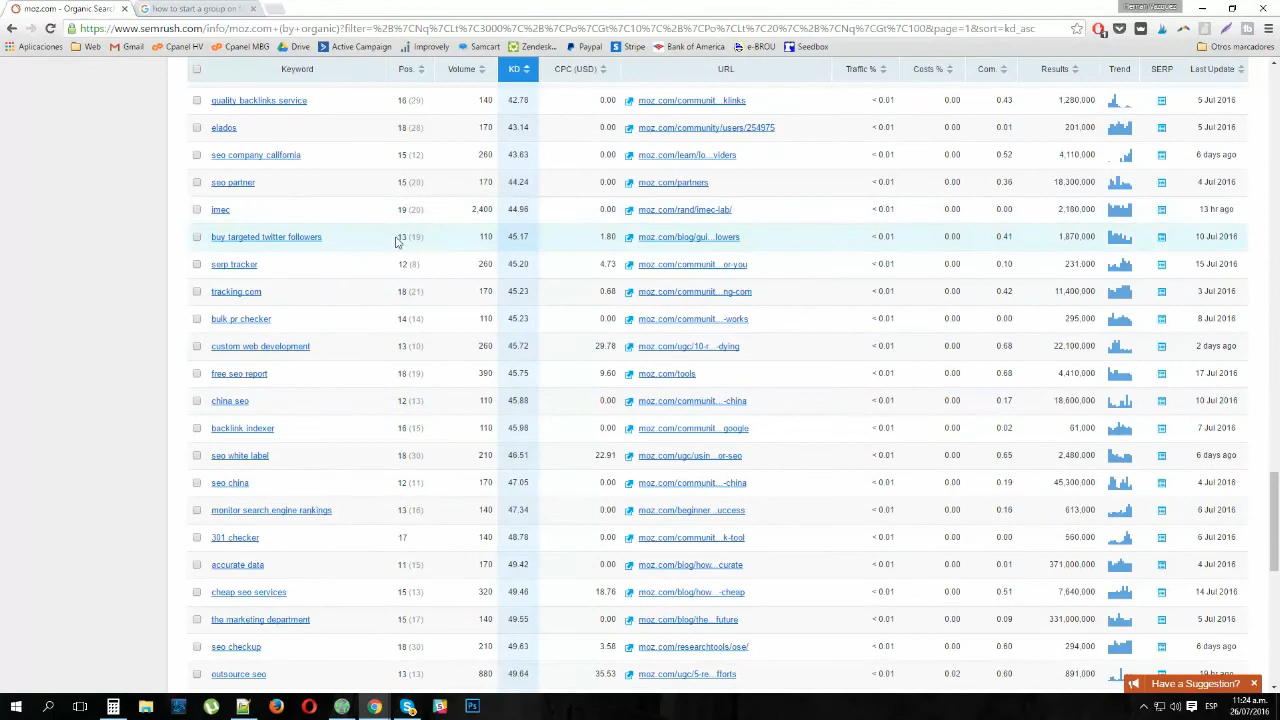 moz.com - Organic Sear
how to start a group on f
Hernan Vazquez
https://www.semrush.com/info/moz.com+(by+organic)?filter=%2B%7CNq%7CLt%7C3000%7C%2B%7CPo%7CGt%7C10%7C%2B%7CPo%7CLt%7C20%7C%2B%7CNq%7CGt%7C100&page=1&sort=kd_asc
Aplicaciones Web Gmail Cpanel HV Cpanel MBG Drive Active Campaign Improvely Samcart Zendesk... Paypal Stripe Bank of America e-BROU Seedbox Otros marcadores
Keyword Pos. Volume KD CPC (USD) URL Traffic % Costs % Com. Results Trend SERP Last Update
quality backlinks service 16 (29) 140 42.78 0.00 moz.com/communit...klinks < 0.01 0.00 0.43 1,280,000 5 Jul 2016
elados 18 (28) 170 43.14 0.00 moz.com/community/users/254975 < 0.01 0.00 0.01 201,000 5 Jul 2016
seo company california 15 (12) 260 43.63 0.00 moz.com/learn/lo...viders < 0.01 0.00 0.52 4,110,000 6 days ago
seo partner 15 (20) 170 44.24 0.00 moz.com/partners < 0.01 0.00 0.36 4 Jul 2016
imec 19 (20) 2,400 44.96 0.00 moz.com/rand/imec-lab/ < 0.01 0.00 0.00 13 hr ago
buy targeted twitter followers 13 (19) 110 45.17 1.80 moz.com/blog/gui...lowers < 0.01 0.00 0.41 1,870,000 10 Jul 2016
serp tracker 12 (8) 260 45.20 4.73 moz.com/communit...or-you < 0.01 0.00 0.10 15 Jul 2016
tracking.com 18 (21) 170 45.23 0.68 moz.com/communit...ng-com < 0.01 0.00 0.42 11,400,000 3 Jul 2016
bulk pr checker 14 (14) 110 45.23 0.00 moz.com/communit...-works < 0.01 0.00 0.00 295,000 8 Jul 2016
custom web development 13 (10) 260 45.72 29.78 moz.com/ugc/10-r...-dying < 0.01 0.00 0.68 22,100,000 2 days ago
free seo report 18 (19) 390 45.75 9.60 moz.com/tools < 0.01 0.00 0.68 4,410,000 17 Jul 2016
china seo 12 (13) 110 45.88 0.00 moz.com/communit...-china < 0.01 0.00 0.17 18,600,000 10 Jul 2016
backlink indexer 16 (15) 140 45.98 0.00 moz.com/communit...google < 0.01 0.00 0.02 7 Jul 2016
seo white label 18 (30) 210 46.51 22.91 moz.com/ugc/usin...or-seo < 0.01 0.00 0.65 2,480,000 6 days ago
seo china 12 (11) 170 47.05 0.00 moz.com/communit...-china < 0.01 0.00 0.19 45,300,000 4 Jul 2016
monitor search engine rankings 13 (16) 140 47.34 0.00 moz.com/beginner...uccess < 0.01 0.00 0.16 6 Jul 2016
301 checker 17 140 48.78 0.00 moz.com/communit...k-tool < 0.01 0.00 0.00 6 Jul 2016
accurate data 11 (15) 170 49.42 0.00 moz.com/blog/how...curate < 0.01 0.00 0.04 371,000,000 5 Jul 2016
cheap seo services 15 (13) 320 49.46 18.76 moz.com/blog/how...-cheap < 0.01 0.00 0.51 7,640,000 14 Jul 2016
the marketing department 15 (17) 140 49.55 0.00 moz.com/blog/the...future < 0.01 0.00 0.09 331,000,000 5 Jul 2016
seo checkup 18 (30) 210 49.63 3.58 moz.com/researchtools/ose/ < 0.01 0.00 0.60 294,000 6 days ago
outsource seo 13 (13) 880 49.64 35.53 moz.com/ugc/5-re...fforts < 0.01 0.02 0.60 891,000 19 hr ago
Have a Suggestion?
ESP
11:24 a.m.
26/07/2016